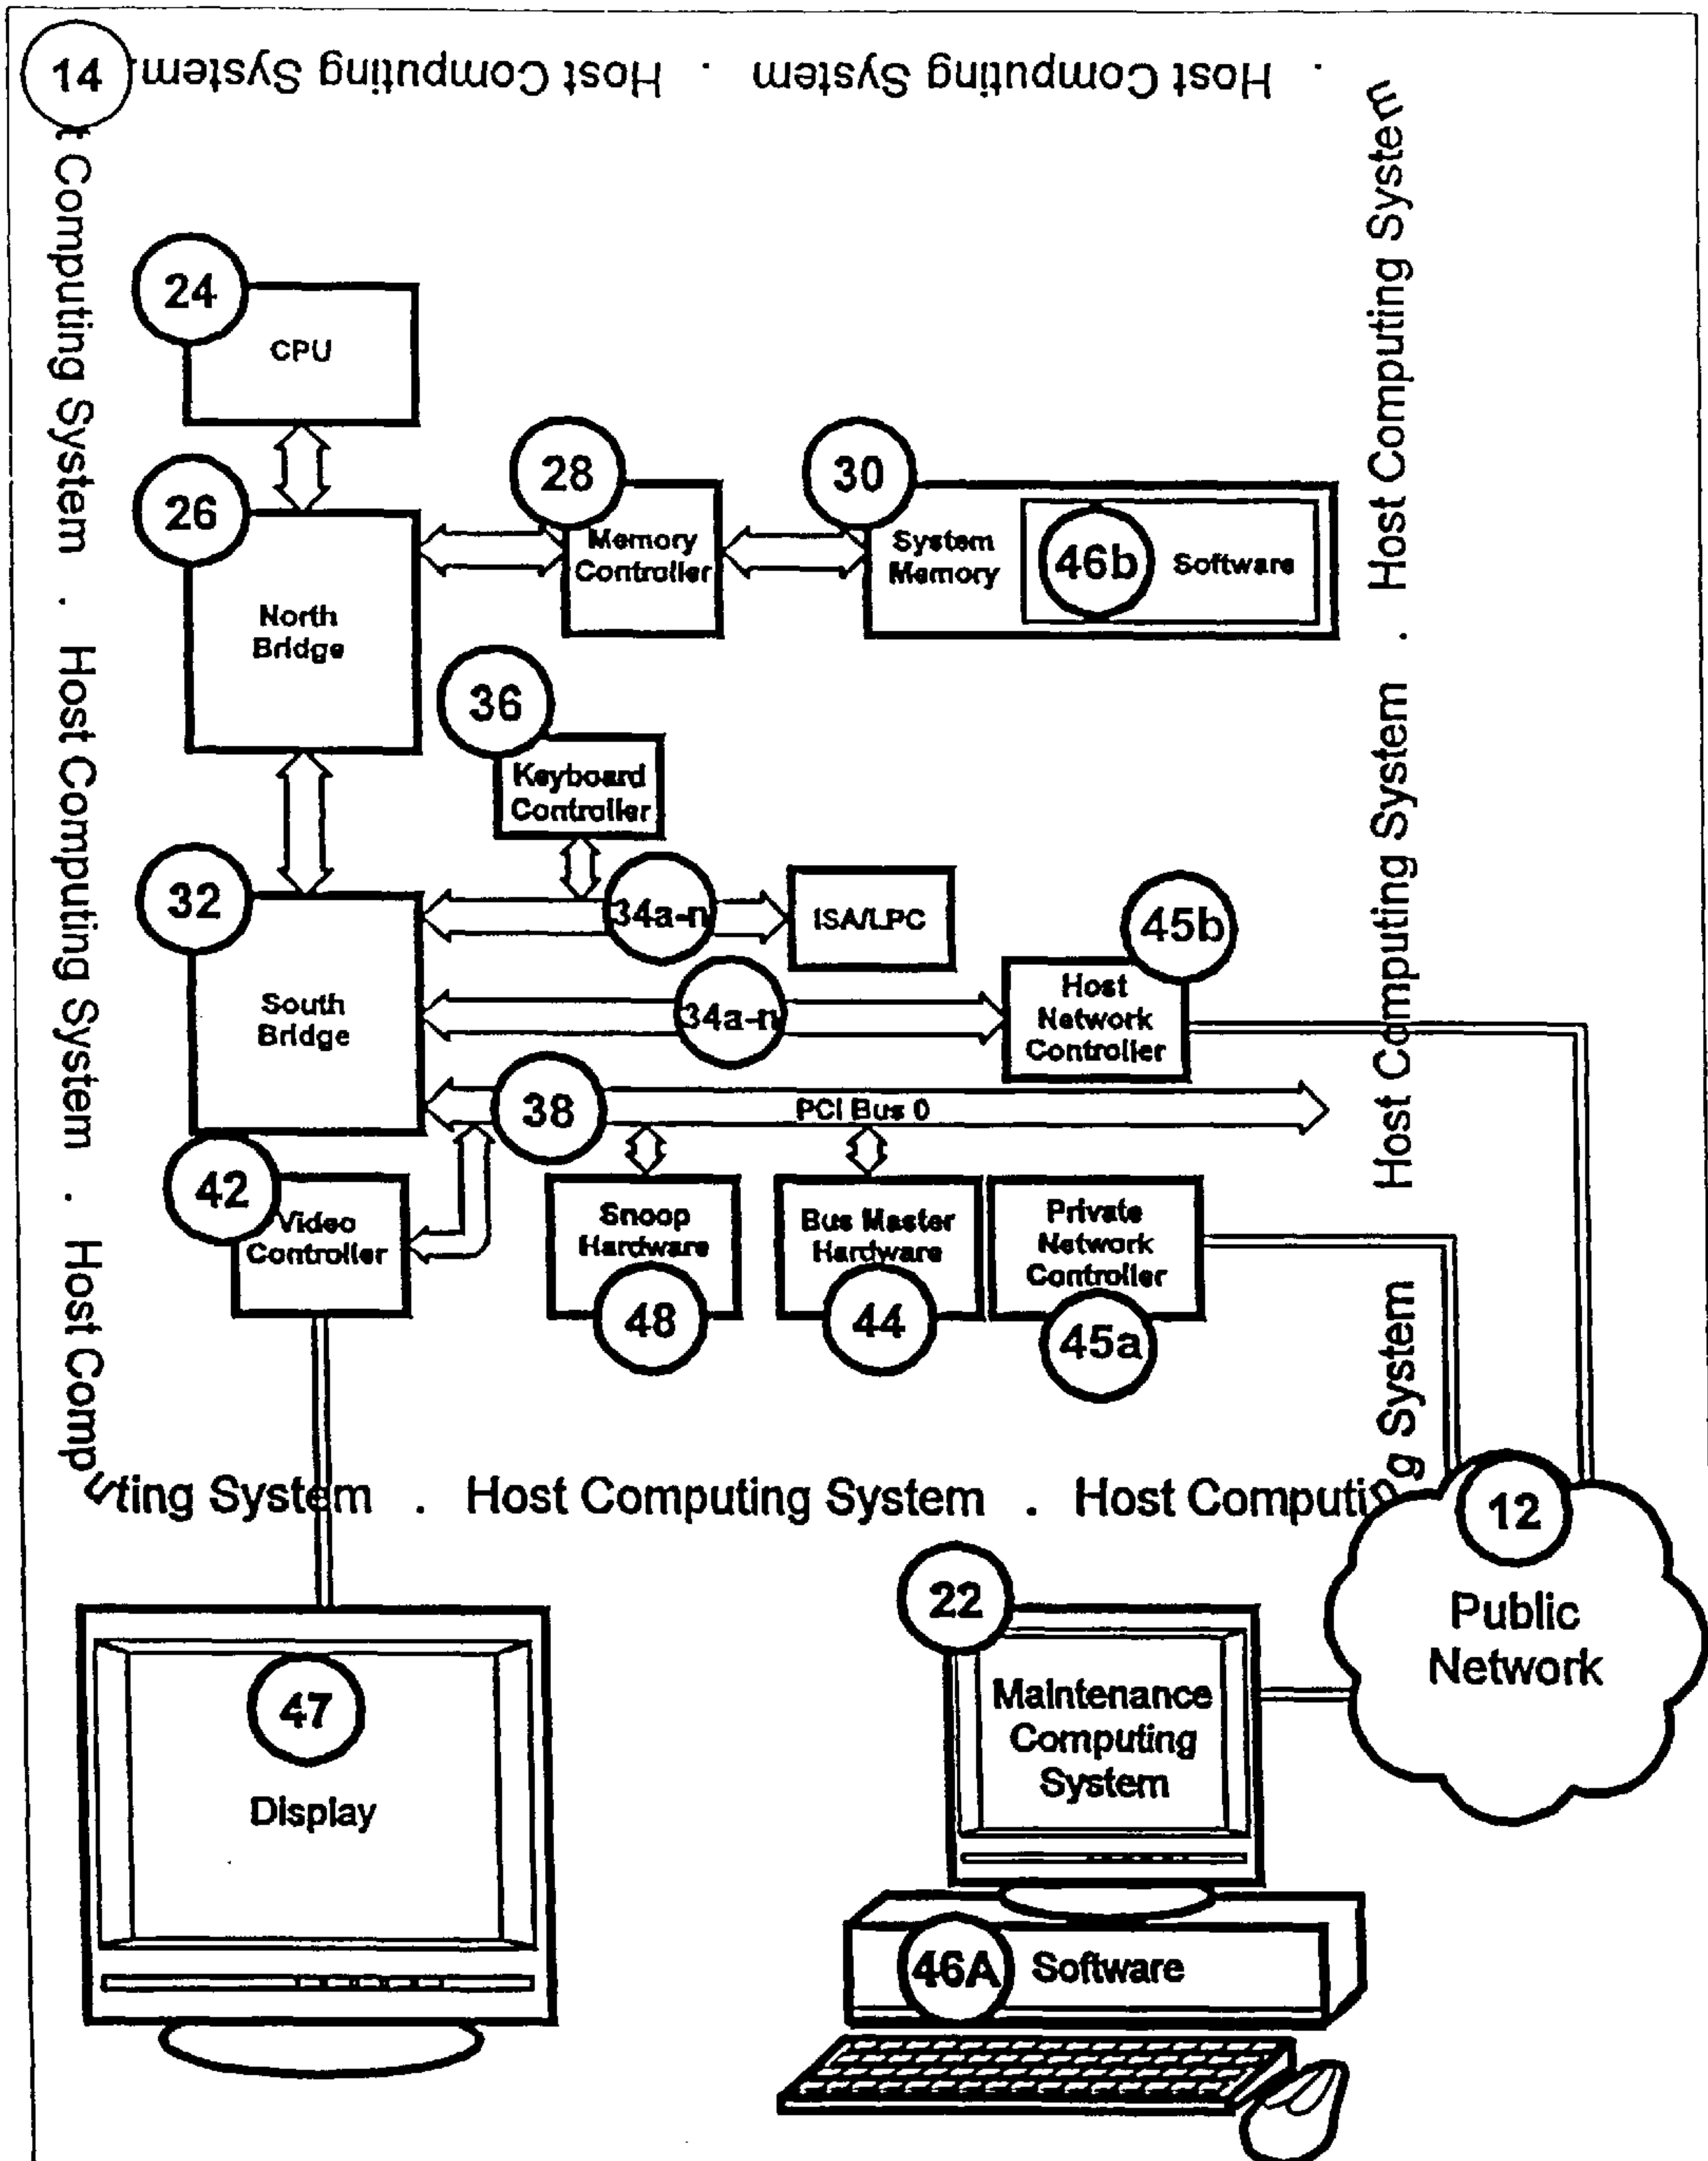 14
Host Computing System . Host Computing System .
t Computing System . Host Computing System . Host Computing System . Host Computing System . Host Computing System . Host Computing System . Host Computing System
24
CPU
26
North
Bridge
28
Memory
Controller
30
System
Memory
46b
Software
36
Keyboard
Controller
32
South
Bridge
34a-n
ISA/LPC
34a-n
45b
Host
Network
Controller
38
PCI Bus 0
42
Video
Controller
Snoop
Hardware
48
Bus Master
Hardware
44
Private
Network
Controller
45a
12
Public
Network
22
Maintenance
Computing
System
47
Display
46A
Software